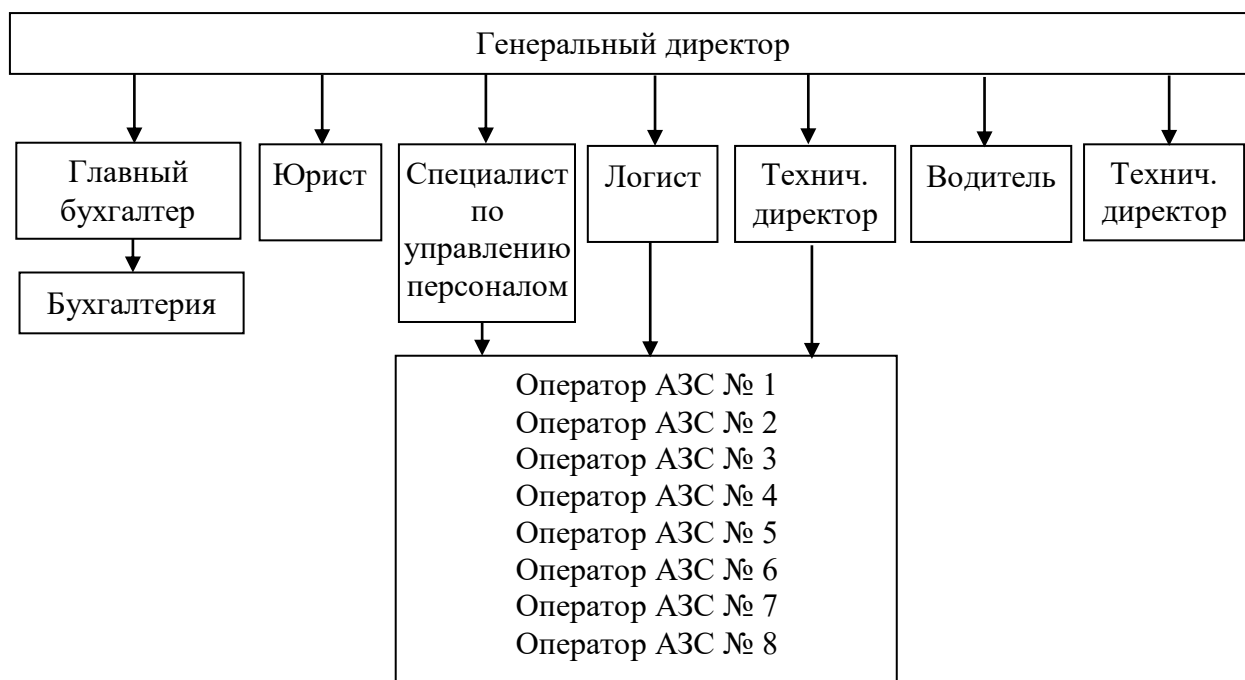 Генеральный директор
Главный
бухгалтер
Юрист
Специалист
по
управлению
персоналом
Логист
Технич.
директор
Водитель
Технич.
директор
Бухгалтерия
Оператор АЗС № 1
Оператор АЗС № 2
Оператор АЗС № 3
Оператор АЗС № 4
Оператор АЗС № 5
Оператор АЗС № 6
Оператор АЗС № 7
Оператор АЗС № 8